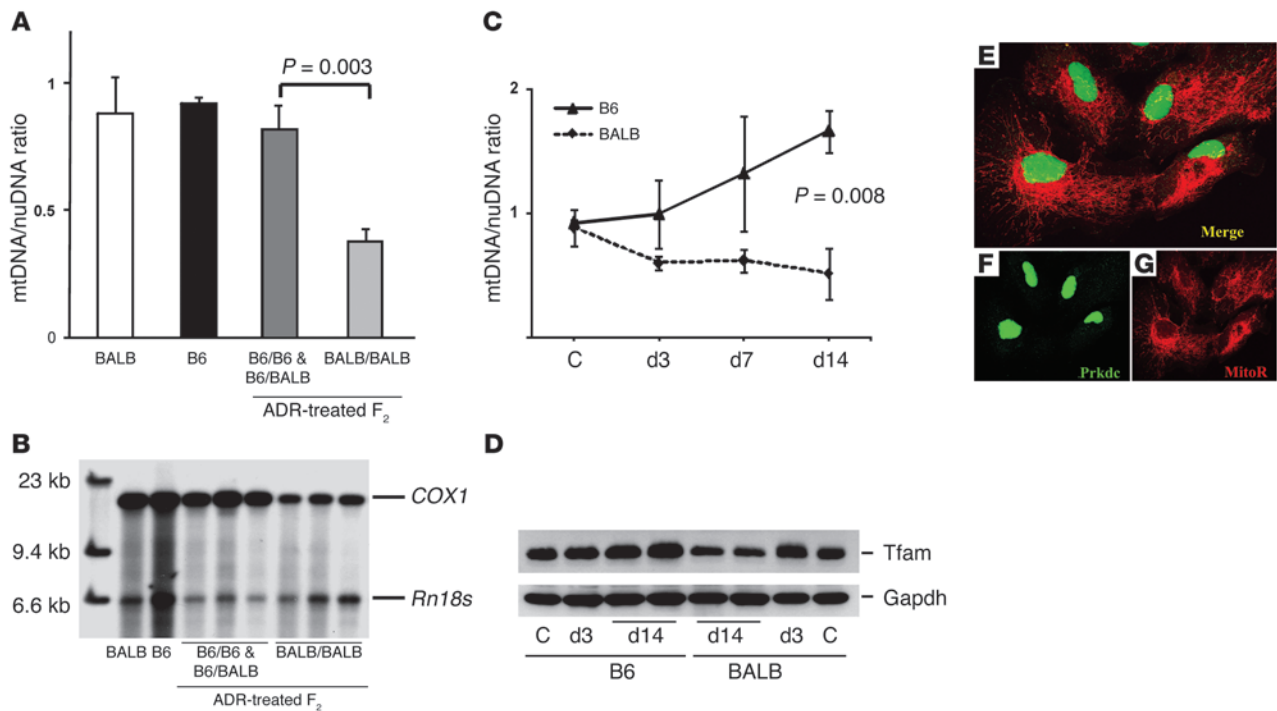 A
mtDNA/nuDNA ratio
1
0.5
0
P = 0.003
BALB
B6
B6/B6 &
B6/BALB
BALB/BALB
ADR-treated F2
B
23 kb
9.4 kb
6.6 kb
COX1
Rn18s
BALB B6
B6/B6 &
B6/BALB
BALB/BALB
ADR-treated F2
C
mtDNA/nuDNA ratio
2
1
B6
BALB
P = 0.008
C d3 d7 d14
D
Tfam
Gapdh
C d3 d14 d14 d3 C
B6 BALB
E
Merge
F
Prkdc
G
MitoR